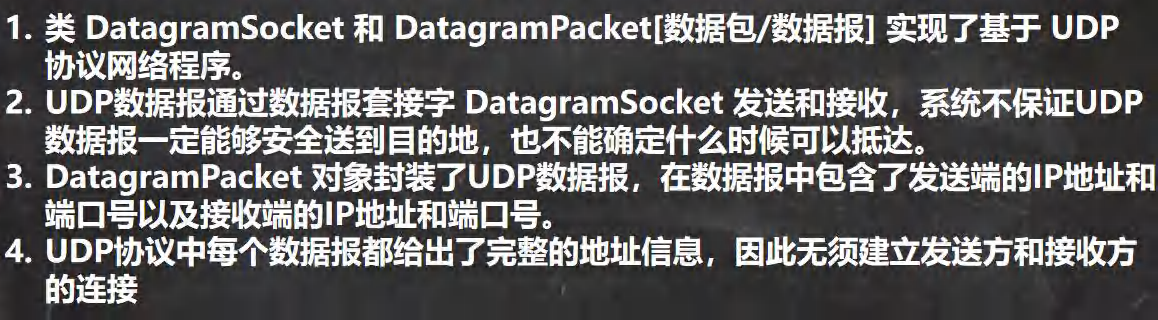 1. 类 DatagramSocket 和 DatagramPacket[数据包/数据报] 实现了基于 UDP
协议网络程序。
2. UDP数据报通过数据报套接字 DatagramSocket 发送和接收，系统不保证UDP
数据报一定能够安全送到目的地，也不能确定什么时候可以抵达。
3. DatagramPacket 对象封装了UDP数据报，在数据报中包含了发送端的IP地址和
端口号以及接收端的IP地址和端口号。
4. UDP协议中每个数据报都给出了完整的地址信息，因此无须建立发送方和接收方
的连接